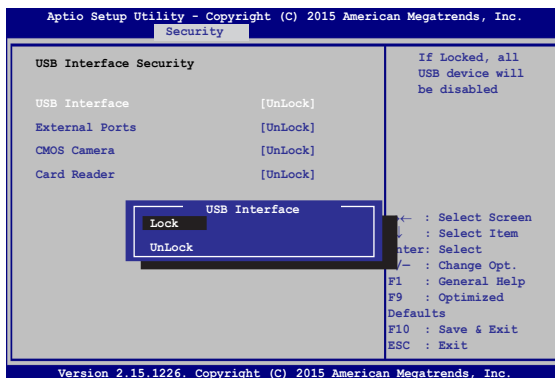 Aptio Setup Utility - Copyright (C) 2015 American Megatrends, Inc.
Security
USB Interface Security
USB Interface [UnLock]
External Ports [UnLock]
CMOS Camera [UnLock]
Card Reader [UnLock]
USB Interface
Lock
UnLock
If Locked, all
USB device will
be disabled
← : Select Screen
↓ : Select Item
nter: Select
/— : Change Opt.
F1 : General Help
F9 : Optimized
Defaults
F10 : Save & Exit
ESC : Exit
Version 2.15.1226. Copyright (C) 2015 American Megatrends, Inc.